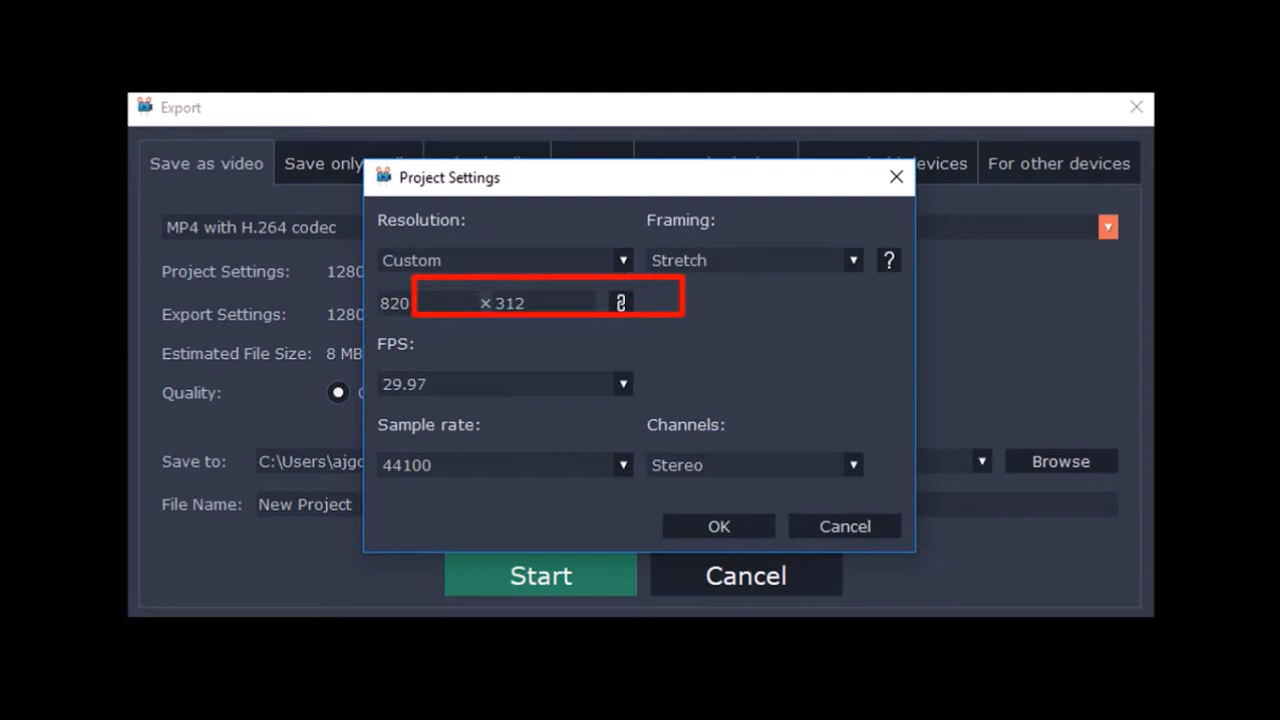 Export
Save as video Save only evices For other devices
Project Settings
Resolution: Framing:
MP4 with H.264 codec
Custom Stretch ?
Project Settings: 1280
820 × 312
Export Settings: 1280
FPS:
Estimated File Size: 8 MB
29.97
Quality:
Sample rate: Channels:
Save to: C:\Users\ajgo Browse
44100 Stereo
File Name: New Project
OK Cancel
Start Cancel